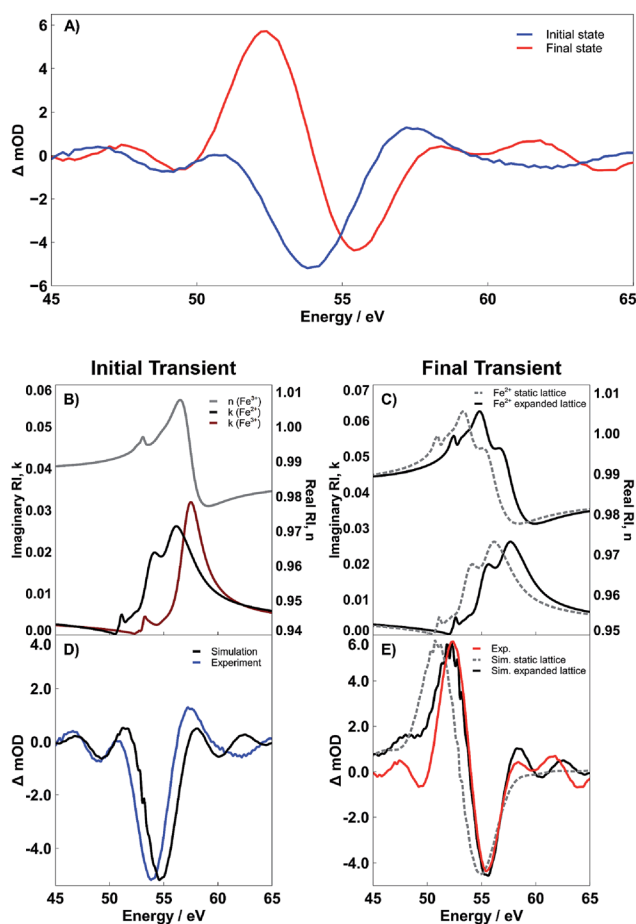 A)
Initial state
Final state
Δ mOD
6
4
2
0
−2
−4
−6
45
50
55
60
65
Energy / eV
Initial Transient
Final Transient
B)
n (Fe³⁺)
k (Fe²⁺)
k (Fe³⁺)
Imaginary RI, k
0.06
0.05
0.04
0.03
0.02
0.01
0.00
Real RI, n
1.01
1.00
0.99
0.98
0.97
0.96
0.95
0.94
C)
Fe²⁺ static lattice
Fe²⁺ expanded lattice
Imaginary RI, k
0.07
0.06
0.05
0.04
0.03
0.02
0.01
0.00
Real RI, n
1.01
1.00
0.99
0.98
0.97
0.96
0.95
D)
Simulation
Experiment
Δ mOD
4.0
2.0
0.0
-2.0
-4.0
45
50
55
60
65
Energy / eV
E)
Exp.
Sim. static lattice
Sim. expanded lattice
Δ mOD
6.0
4.0
2.0
0.0
-2.0
-4.0
45
50
55
60
65
Energy / eV